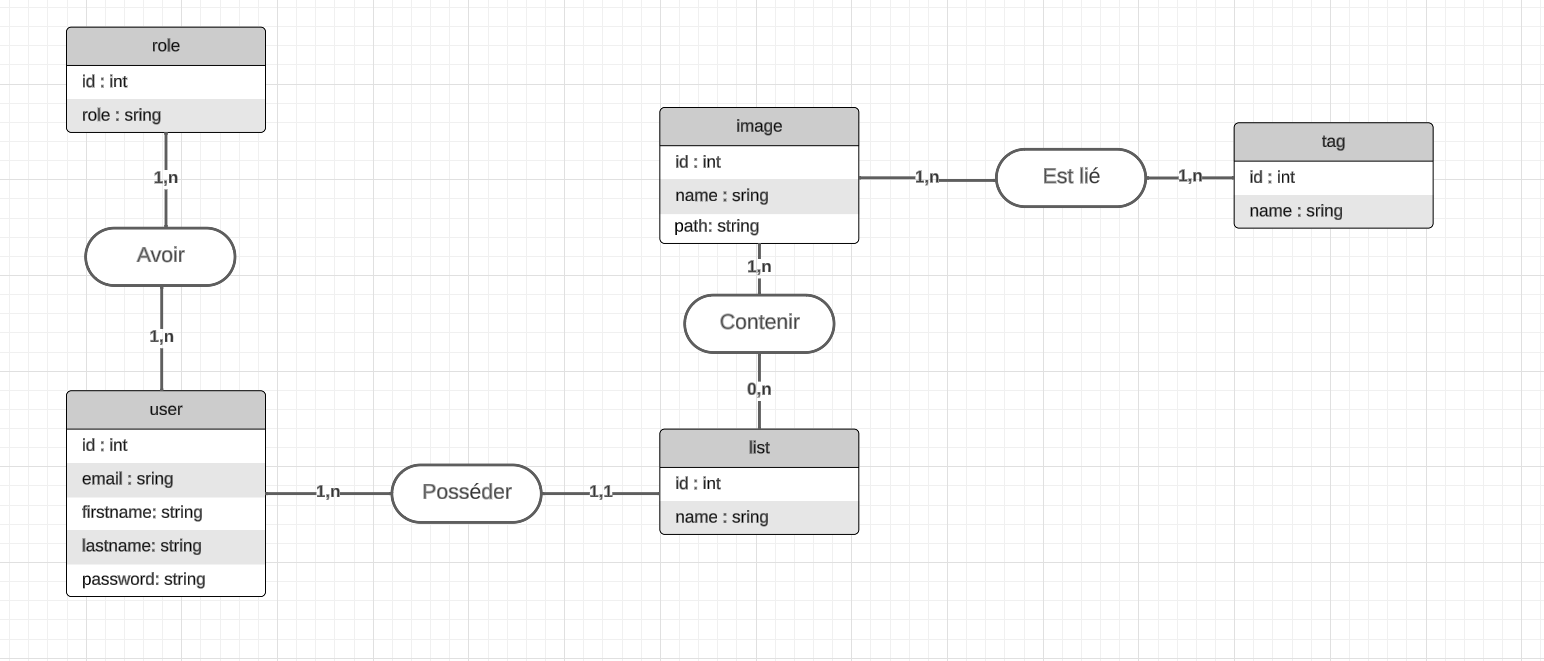 role
id : int
role : sring
1,n
Avoir
1,n
user
id : int
email : sring
firstname: string
lastname: string
password: string
1,n
Posséder
1,1
image
id : int
name : sring
path: string
1,n
Contenir
0,n
list
id : int
name : sring
1,n
Est lié
1,n
tag
id : int
name : sring